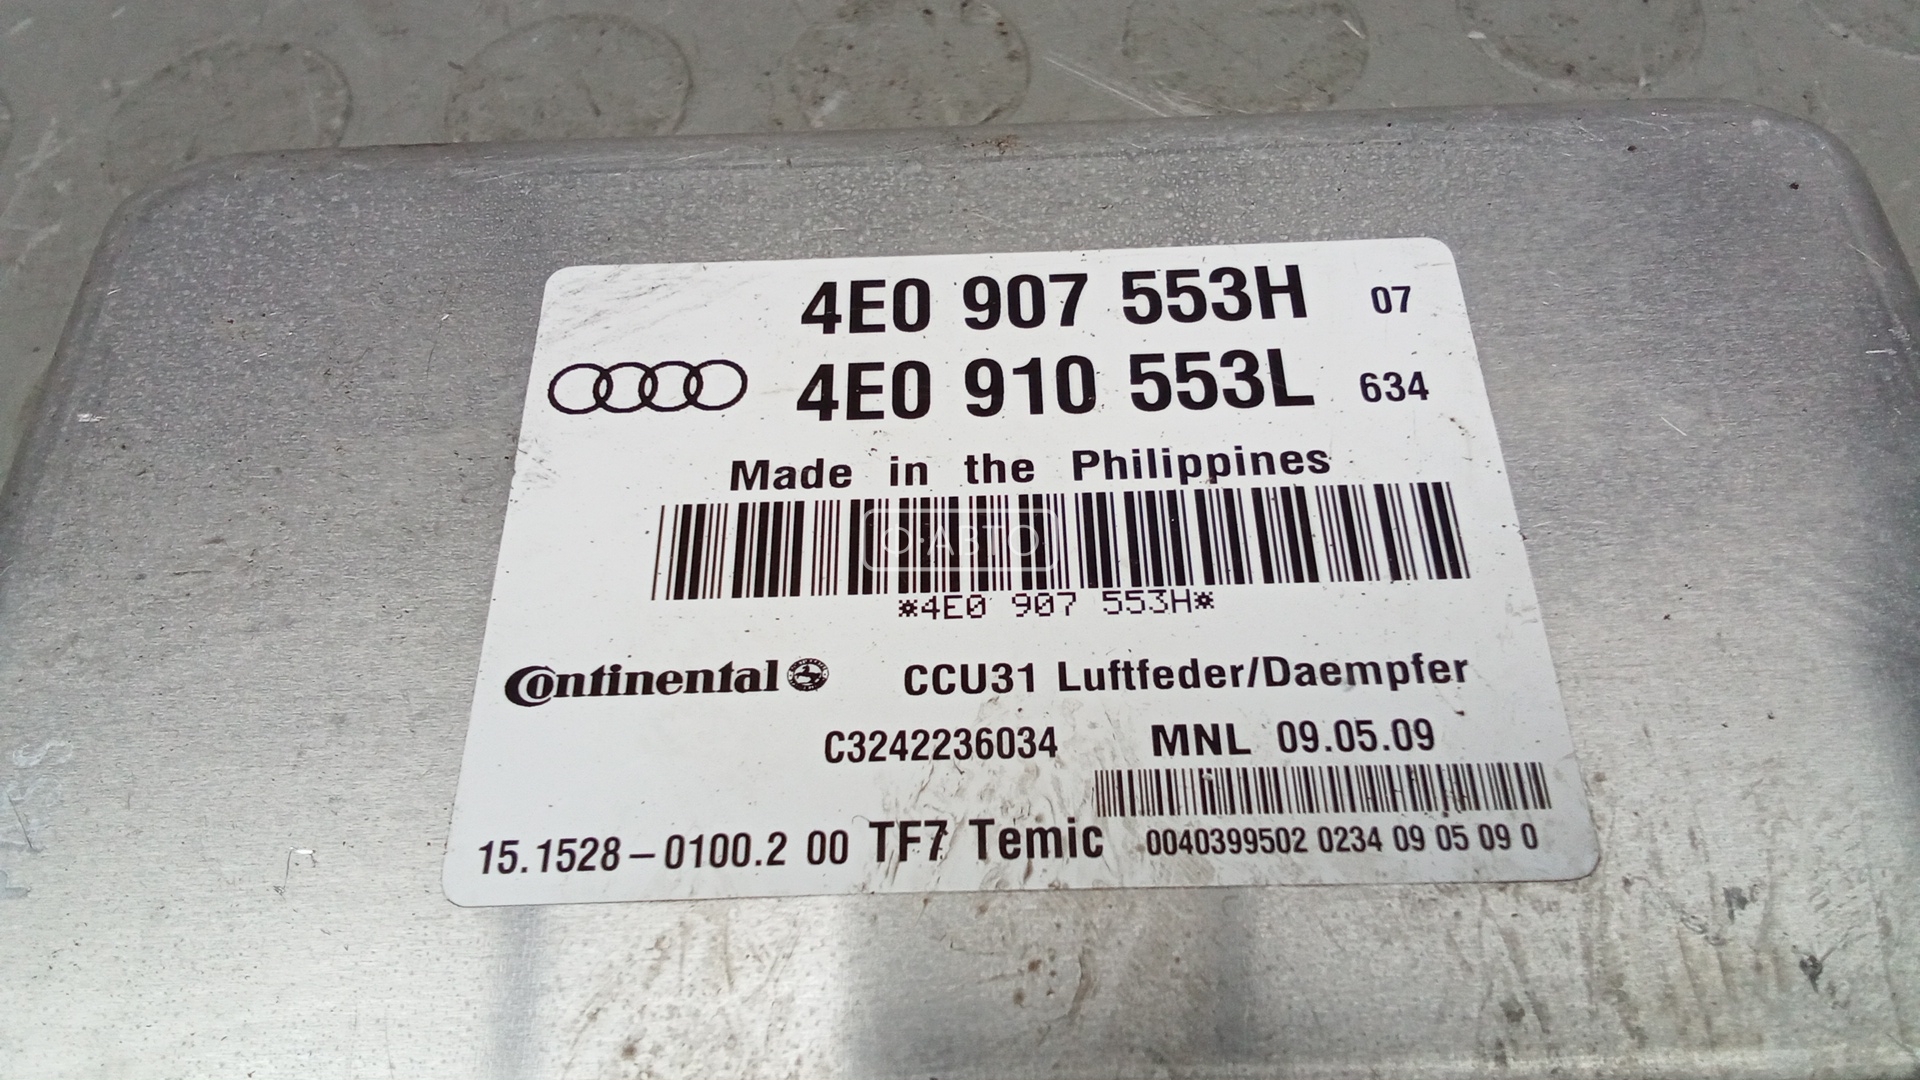 4E0 907 553H 07
4E0 910 553L 634
Made in the Philippines
О·АВТО
*4E0 907 553H*
Continental CCU31 Luftfeder/Daempfer
C3242236034 MNL 09.05.09
15.1528-0100.2 00 TF7 Temic 0040399502 0234 09 05 09 0